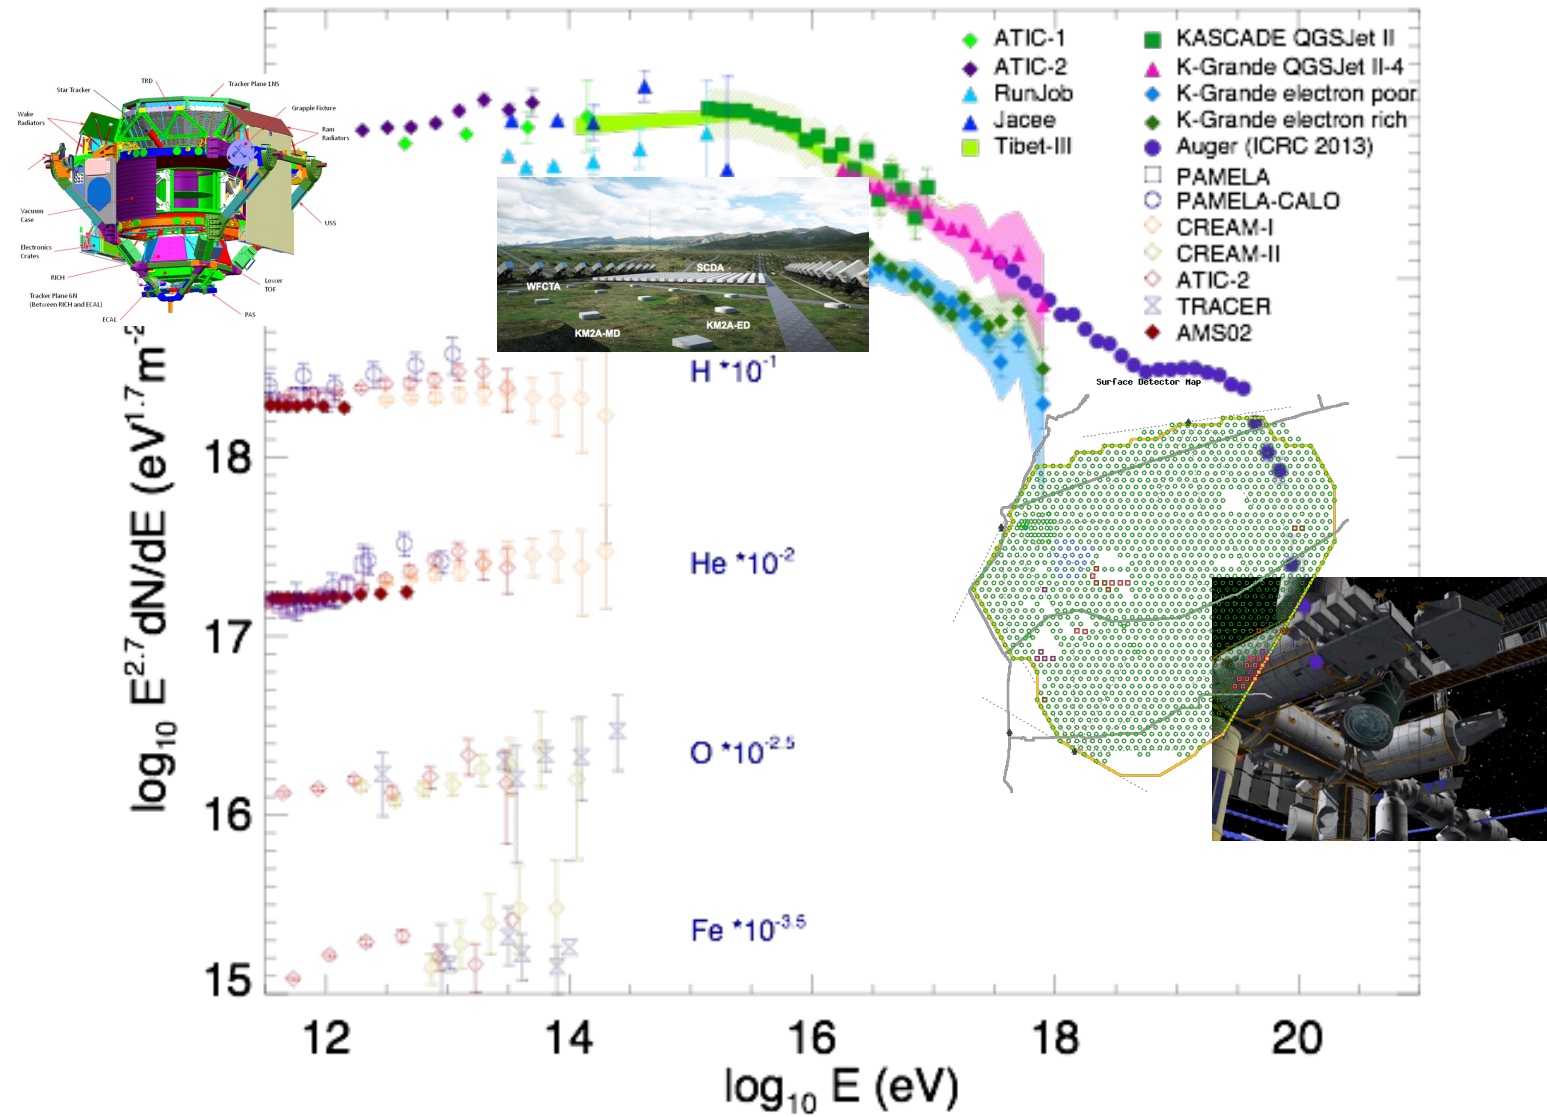 ATIC-1
ATIC-2
RunJob
Jacee
Tibet-III
KASCADE QGSJet II
K-Grande QGSJet II-4
K-Grande electron poor
K-Grande electron rich
Auger (ICRC 2013)
PAMELA
PAMELA-CALO
CREAM-I
CREAM-II
ATIC-2
TRACER
AMS02
TRD
Tracker Plane 1NS
Star Tracker
Grapple Fixture
Wake
Radiators
Ram
Radiators
Vacuum
Case
USS
Electronics
Crates
RICH
Lower
TOF
Tracker Plane 6N
(Between RICH and ECAL)
ECAL
PAS
SCDA
WFCTA
KM2A-ED
KM2A-MD
Surface Detector Map
H *10⁻¹
He *10⁻²
O *10⁻²·⁵
Fe *10⁻³·⁵
log₁₀ E²·⁷dN/dE (eV¹·⁷m⁻²
18
17
16
15
12 14 16 18 20
log₁₀ E (eV)